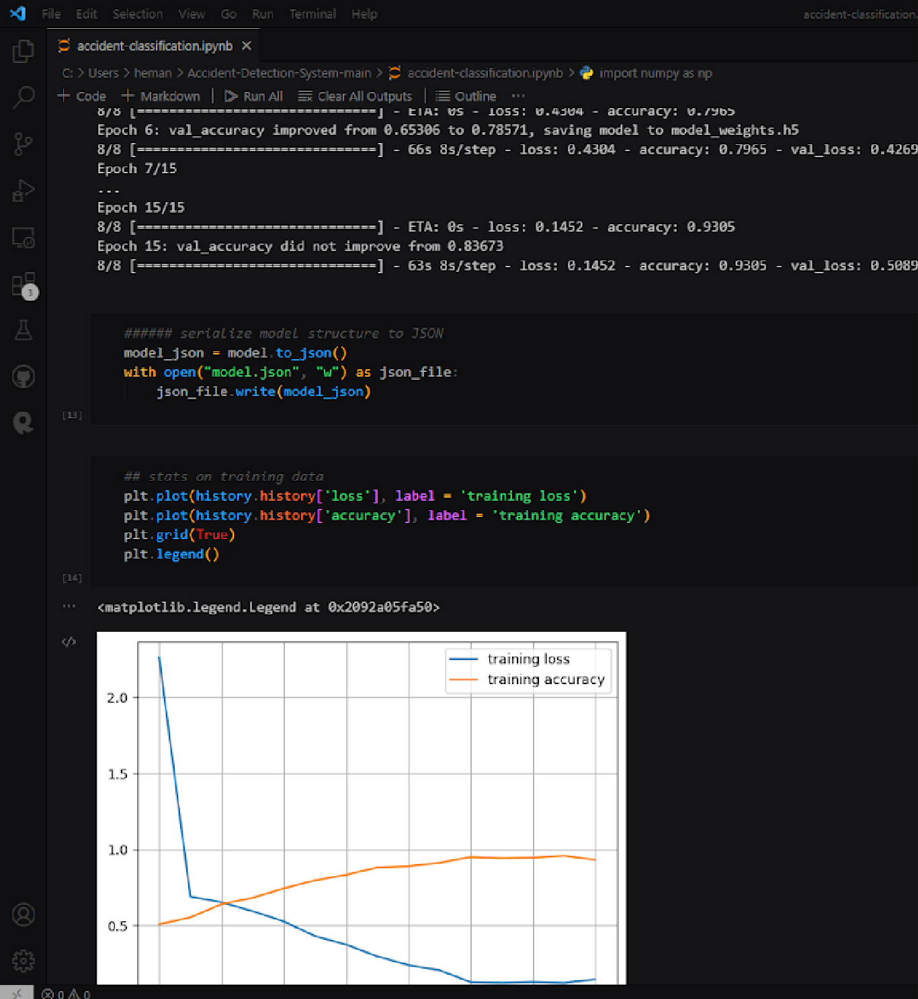 File Edit Selection View Go Run Terminal Help accident-classification.
accident-classification.ipynb ×
C: > Users > heman > Accident-Detection-System-main > accident-classification.ipynb > import numpy as np
+ Code + Markdown | Run All Clear All Outputs | Outline ...
8/8 [==============================] - ETA: 0s - loss: 0.4304 - accuracy: 0.7965
Epoch 6: val_accuracy improved from 0.65306 to 0.78571, saving model to model_weights.h5
8/8 [==============================] - 66s 8s/step - loss: 0.4304 - accuracy: 0.7965 - val_loss: 0.4269
Epoch 7/15
...
Epoch 15/15
8/8 [==============================] - ETA: 0s - loss: 0.1452 - accuracy: 0.9305
Epoch 15: val_accuracy did not improve from 0.83673
8/8 [==============================] - 63s 8s/step - loss: 0.1452 - accuracy: 0.9305 - val_loss: 0.5089
3
###### serialize model structure to JSON
model_json = model.to_json()
with open("model.json", "w") as json_file:
    json_file.write(model_json)
[13]
## stats on training data
plt.plot(history.history['loss'], label = 'training loss')
plt.plot(history.history['accuracy'], label = 'training accuracy')
plt.grid(True)
plt.legend()
[14]
... <matplotlib.legend.Legend at 0x2092a05fa50>
</>
training loss
training accuracy
2.0
1.5
1.0
0.5
0 0